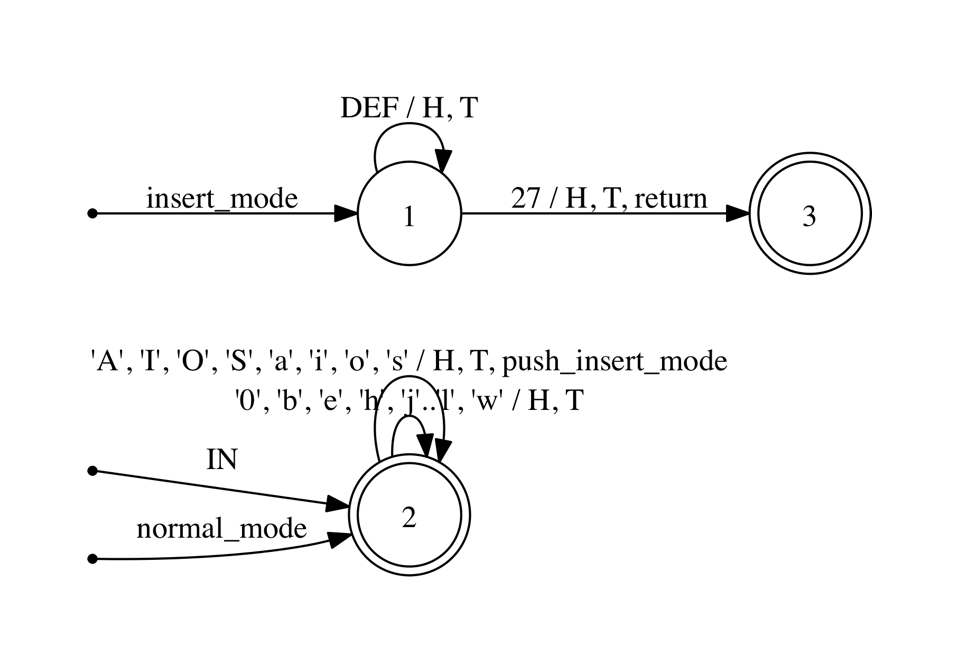 DEF / H, T
insert_mode
1
27 / H, T, return
3
'A', 'I', 'O', 'S', 'a', 'i', 'o', 's' / H, T, push_insert_mode
'0', 'b', 'e', 'h', 'j'..'l', 'w' / H, T
IN
normal_mode
2